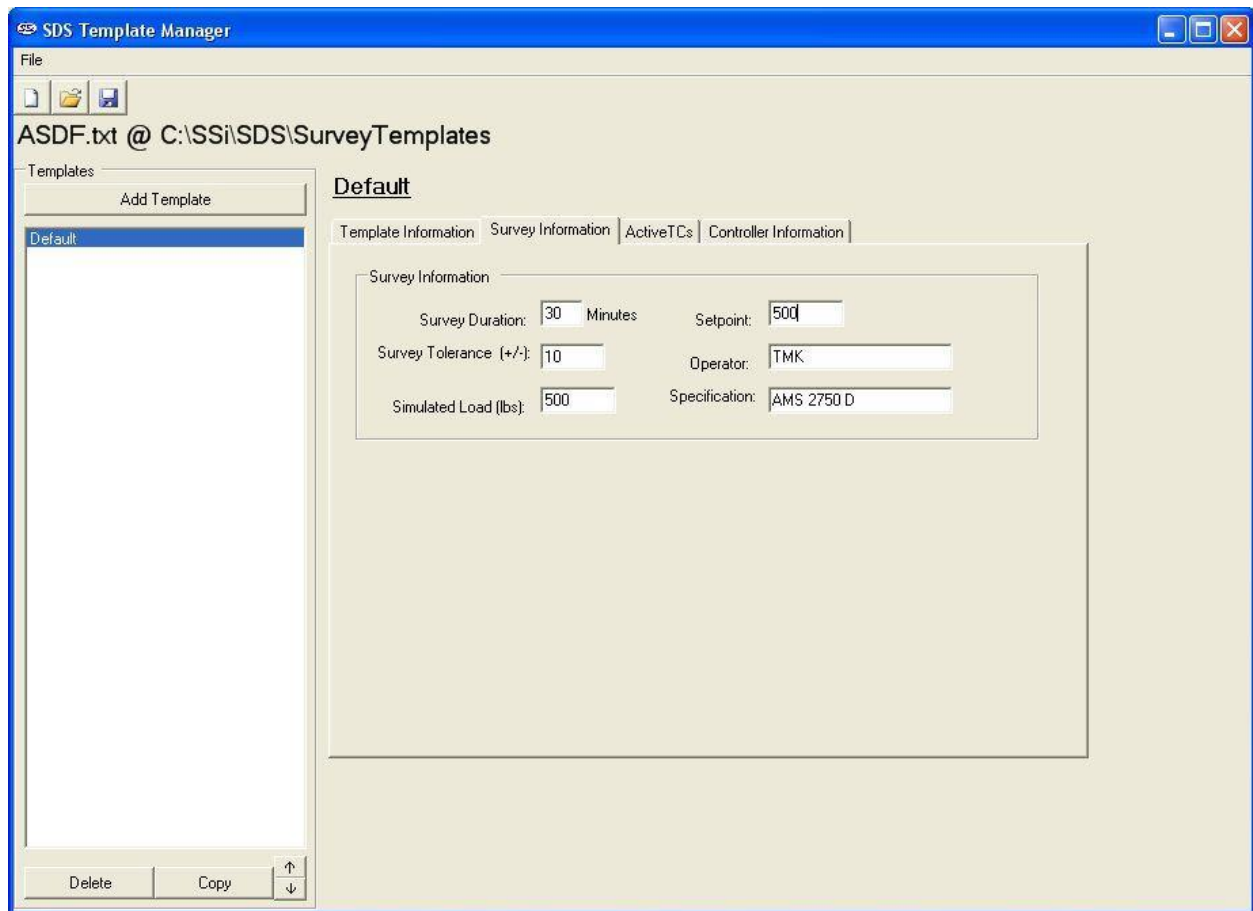 SDS Template Manager
File
ASDF.txt @ C:\SSi\SDS\SurveyTemplates
Templates
Add Template
Default
Delete
Copy
Default
Template Information
Survey Information
ActiveTCs
Controller Information
Survey Information
Survey Duration: 30 Minutes
Setpoint: 500
Survey Tolerance (+/-): 10
Operator: TMK
Simulated Load (lbs): 500
Specification: AMS 2750 D